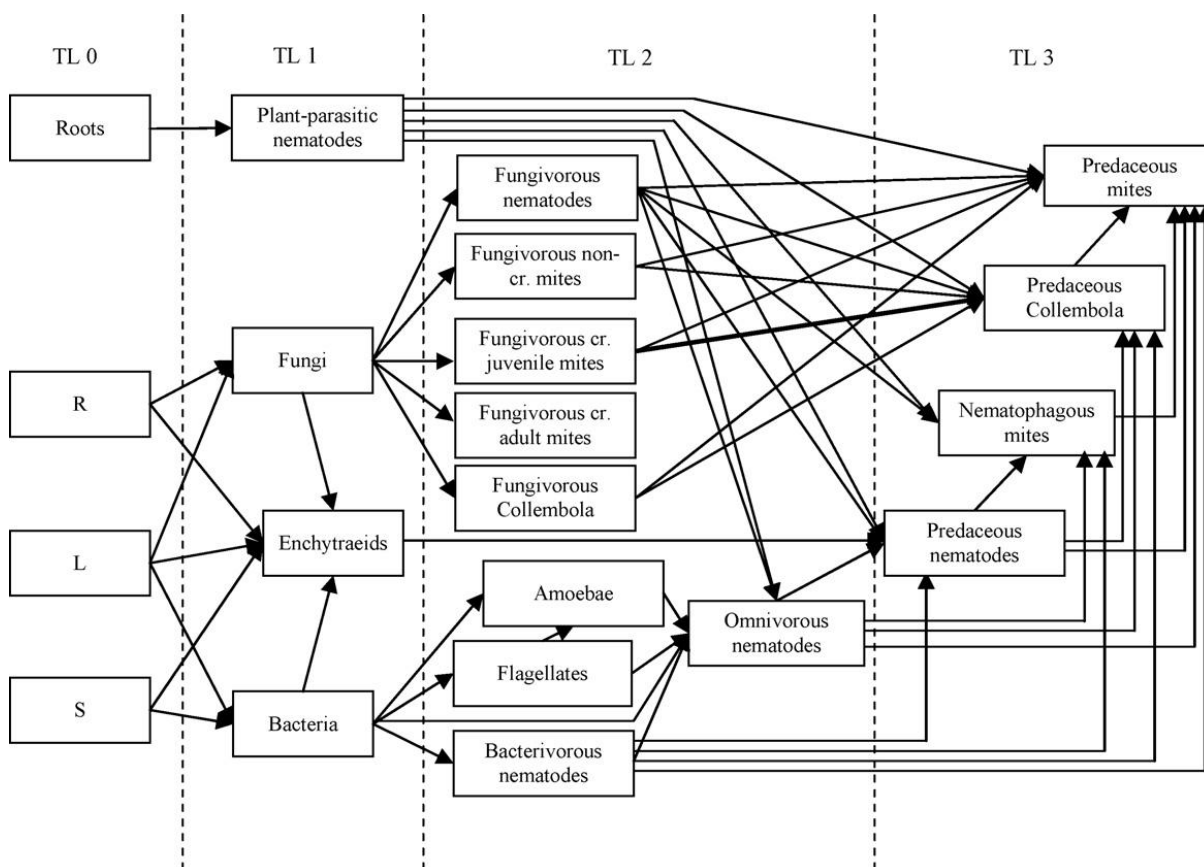 TL 0
TL 1
TL 2
TL 3
Roots
Plant-parasitic
nematodes
Predaceous
mites
Fungivorous
nematodes
Fungivorous non-
cr. mites
Predaceous
Collembola
Fungi
Fungivorous cr.
juvenile mites
R
Fungivorous cr.
adult mites
Nematophagous
mites
Fungivorous
Collembola
L
Enchytraeids
Predaceous
nematodes
Amoebae
Omnivorous
nematodes
Flagellates
S
Bacteria
Bacterivorous
nematodes